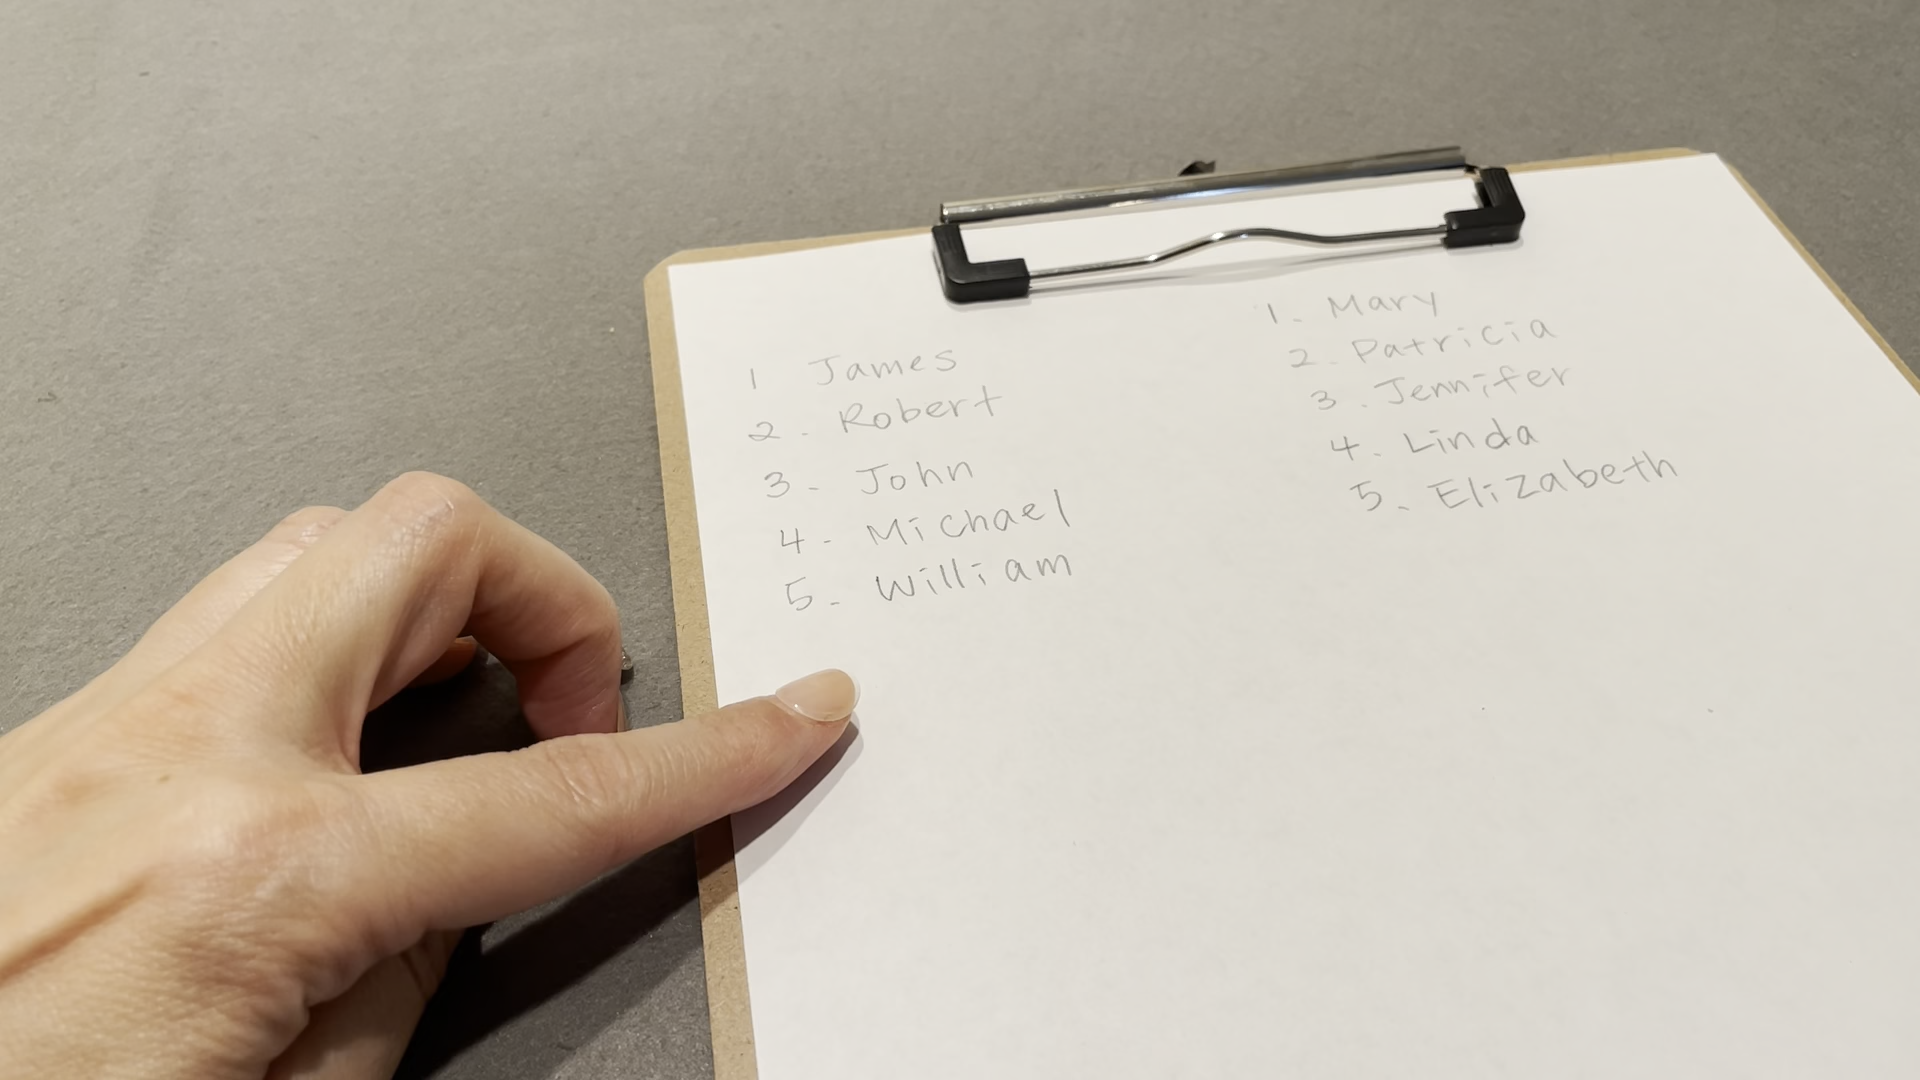 1 James
2. Robert
3. John
4. Michael
5. William
1. Mary
2. Patricia
3. Jennifer
4. Linda
5. Elizabeth